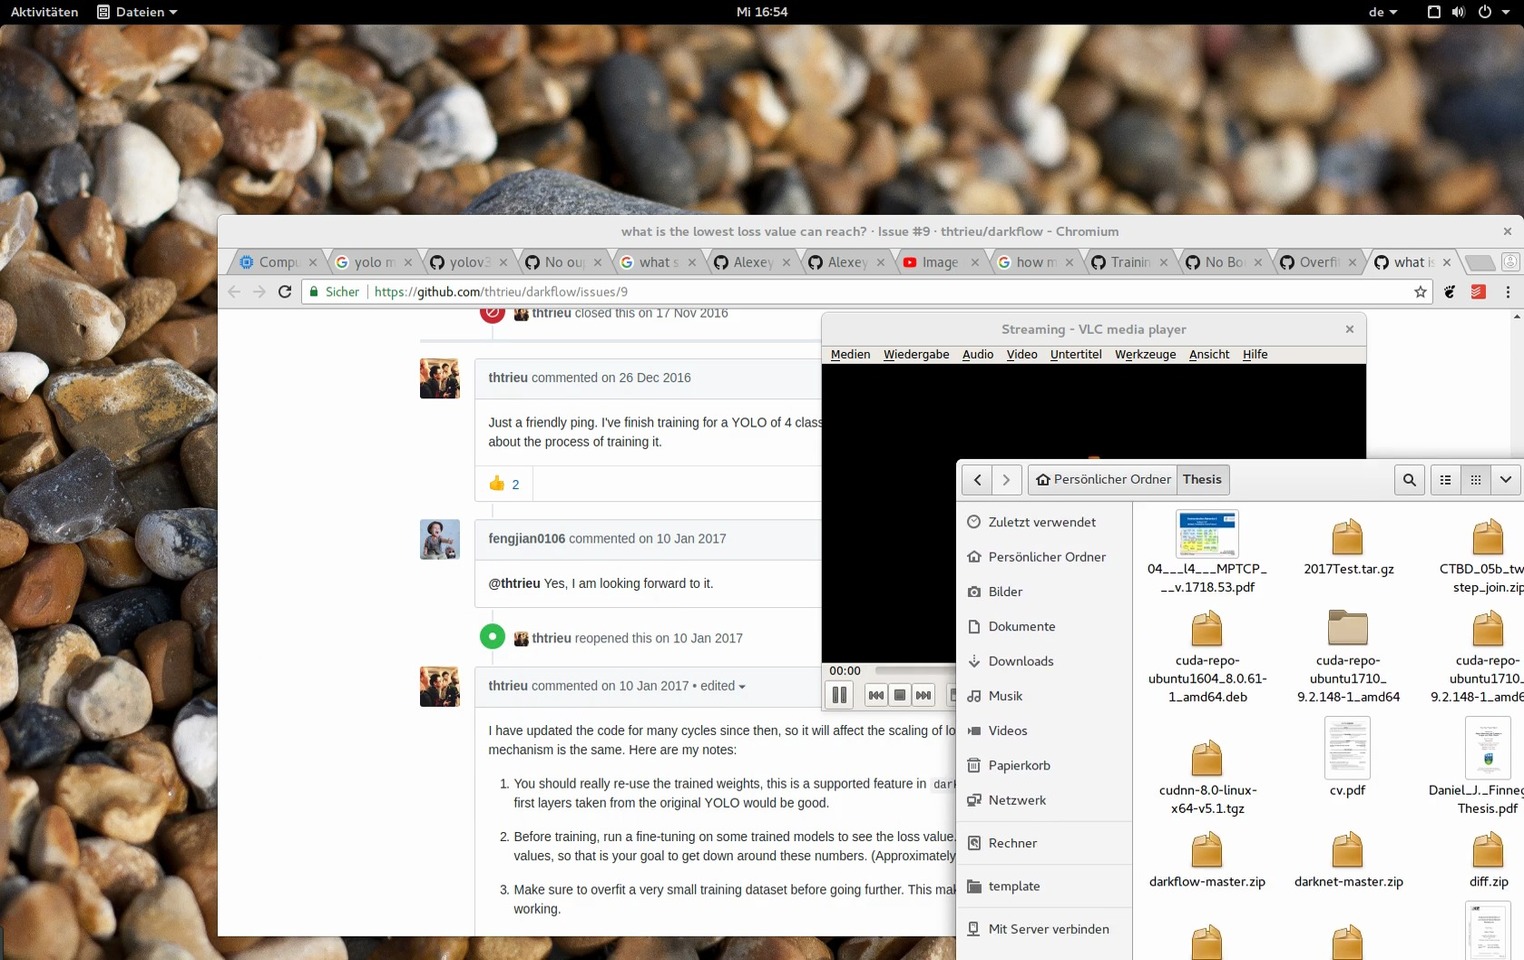 Aktivitäten
Dateien
Mi 16:54
de
what is the lowest loss value can reach? · Issue #9 · thtrieu/darkflow - Chromium
Compu
yolo m
yolov3
No ou
what s
Alexey
Alexey
Image
how m
Trainin
No Bo
Overfi
what is
Sicher
https://github.com/thtrieu/darkflow/issues/9
thtrieu closed this on 17 Nov 2016
thtrieu commented on 26 Dec 2016
Just a friendly ping. I've finish training for a YOLO of 4 class
about the process of training it.
2
fengjian0106 commented on 10 Jan 2017
@thtrieu Yes, I am looking forward to it.
thtrieu reopened this on 10 Jan 2017
thtrieu commented on 10 Jan 2017 • edited
I have updated the code for many cycles since then, so it will affect the scaling of lo
mechanism is the same. Here are my notes:
1. You should really re-use the trained weights, this is a supported feature in dark
first layers taken from the original YOLO would be good.
2. Before training, run a fine-tuning on some trained models to see the loss value.
values, so that is your goal to get down around these numbers. (Approximately
3. Make sure to overfit a very small training dataset before going further. This mak
working.
Streaming - VLC media player
Medien Wiedergabe Audio Video Untertitel Werkzeuge Ansicht Hilfe
00:00
Persönlicher Ordner
Thesis
Zuletzt verwendet
Persönlicher Ordner
Bilder
Dokumente
Downloads
Musik
Videos
Papierkorb
Netzwerk
Rechner
template
Mit Server verbinden
04___l4___MPTCP_
__v.1718.53.pdf
2017Test.tar.gz
CTBD_05b_tw
step_join.zip
cuda-repo-
ubuntu1604_8.0.61-
1_amd64.deb
cuda-repo-
ubuntu1710_
9.2.148-1_amd64
cuda-repo-
ubuntu1710_
9.2.148-1_amd64
cudnn-8.0-linux-
x64-v5.1.tgz
cv.pdf
Daniel_J._Finneg
Thesis.pdf
darkflow-master.zip
darknet-master.zip
diff.zip